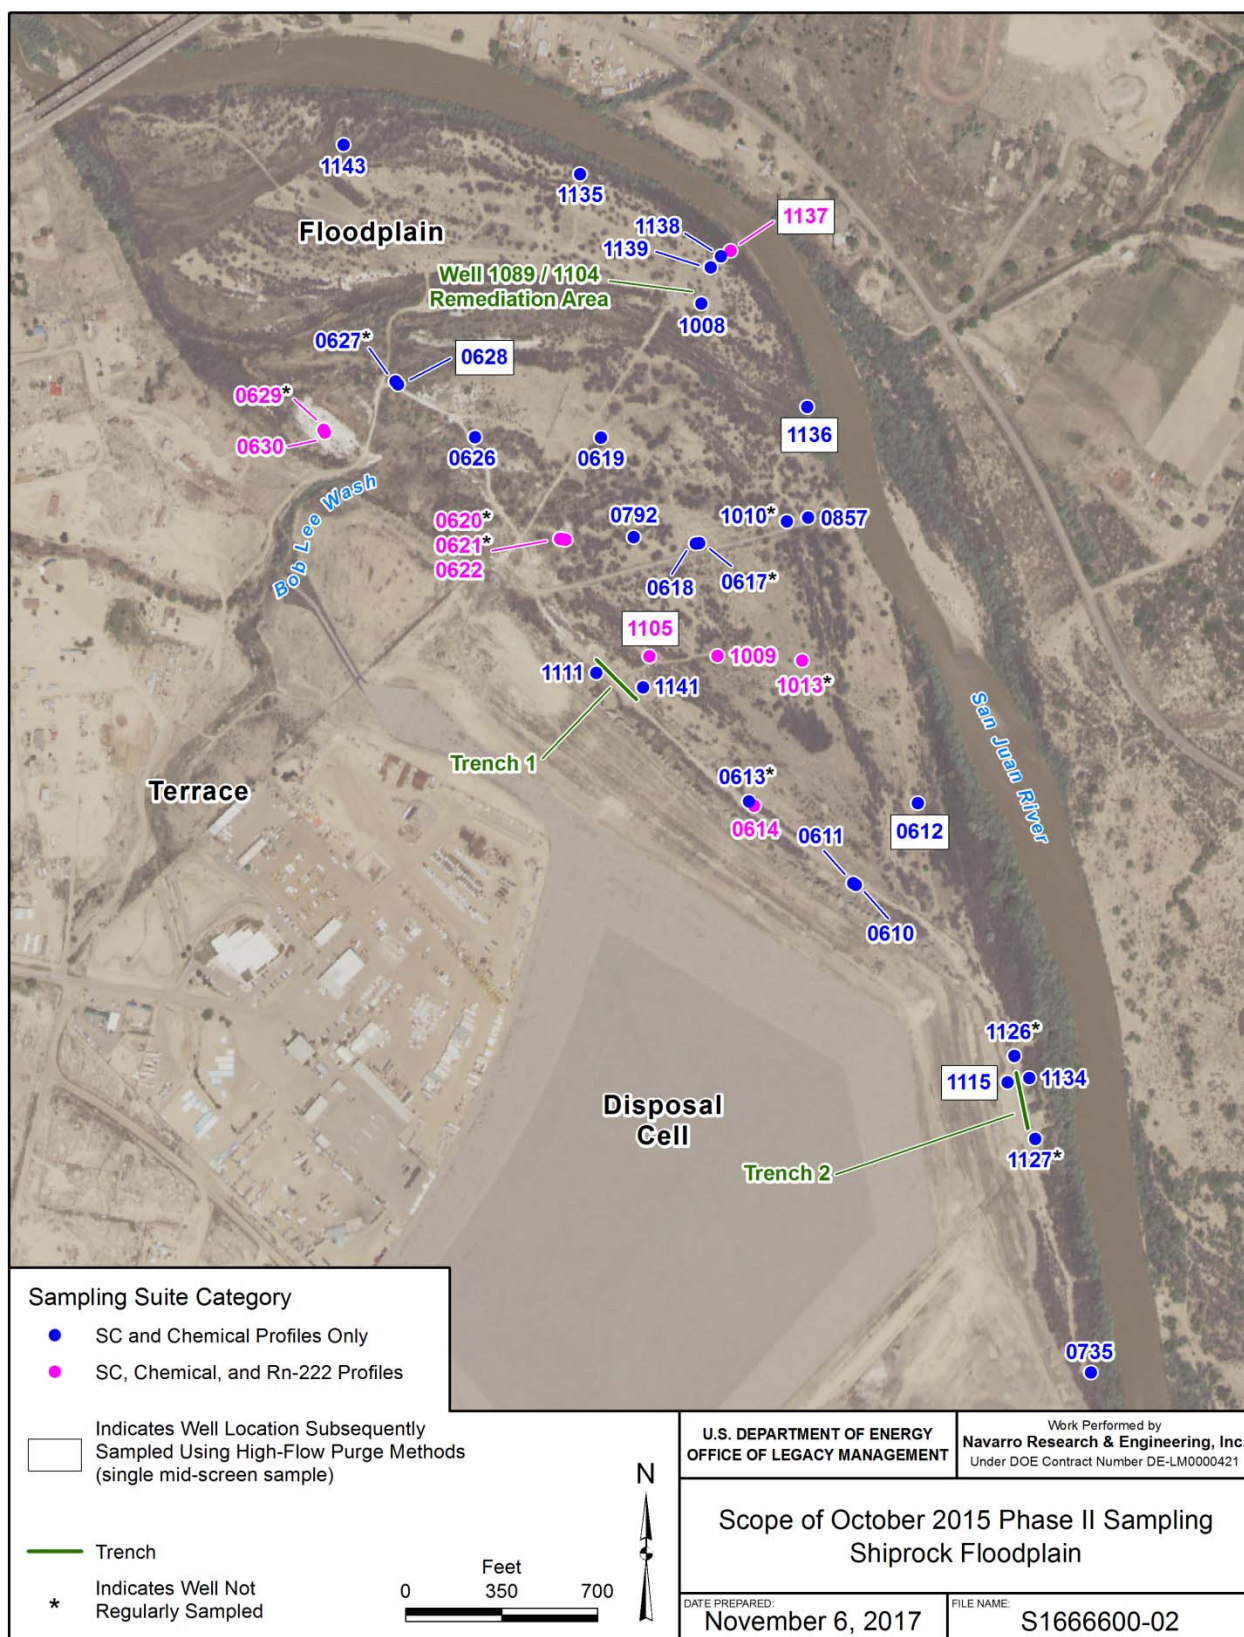 1143
1135
Floodplain
1137
1138
1139
Well 1089 / 1104
Remediation Area
1008
0627*
0628
0629*
0630
1136
0626
0619
Bob Lee Wash
0620*
0621*
0622
0792
1010*
0857
0618
0617*
1105
1009
1013*
1111
1141
San Juan River
Trench 1
Terrace
0613*
0614
0612
0611
0610
1126*
1115
1134
Disposal
Cell
1127*
Trench 2
0735
Sampling Suite Category
SC and Chemical Profiles Only
SC, Chemical, and Rn-222 Profiles
Indicates Well Location Subsequently
Sampled Using High-Flow Purge Methods
(single mid-screen sample)
Trench
* Indicates Well Not
Regularly Sampled
N
Feet
0 350 700
U.S. DEPARTMENT OF ENERGY
OFFICE OF LEGACY MANAGEMENT
Work Performed by
Navarro Research & Engineering, Inc.
Under DOE Contract Number DE-LM0000421
Scope of October 2015 Phase II Sampling
Shiprock Floodplain
DATE PREPARED:
November 6, 2017
FILE NAME:
S1666600-02